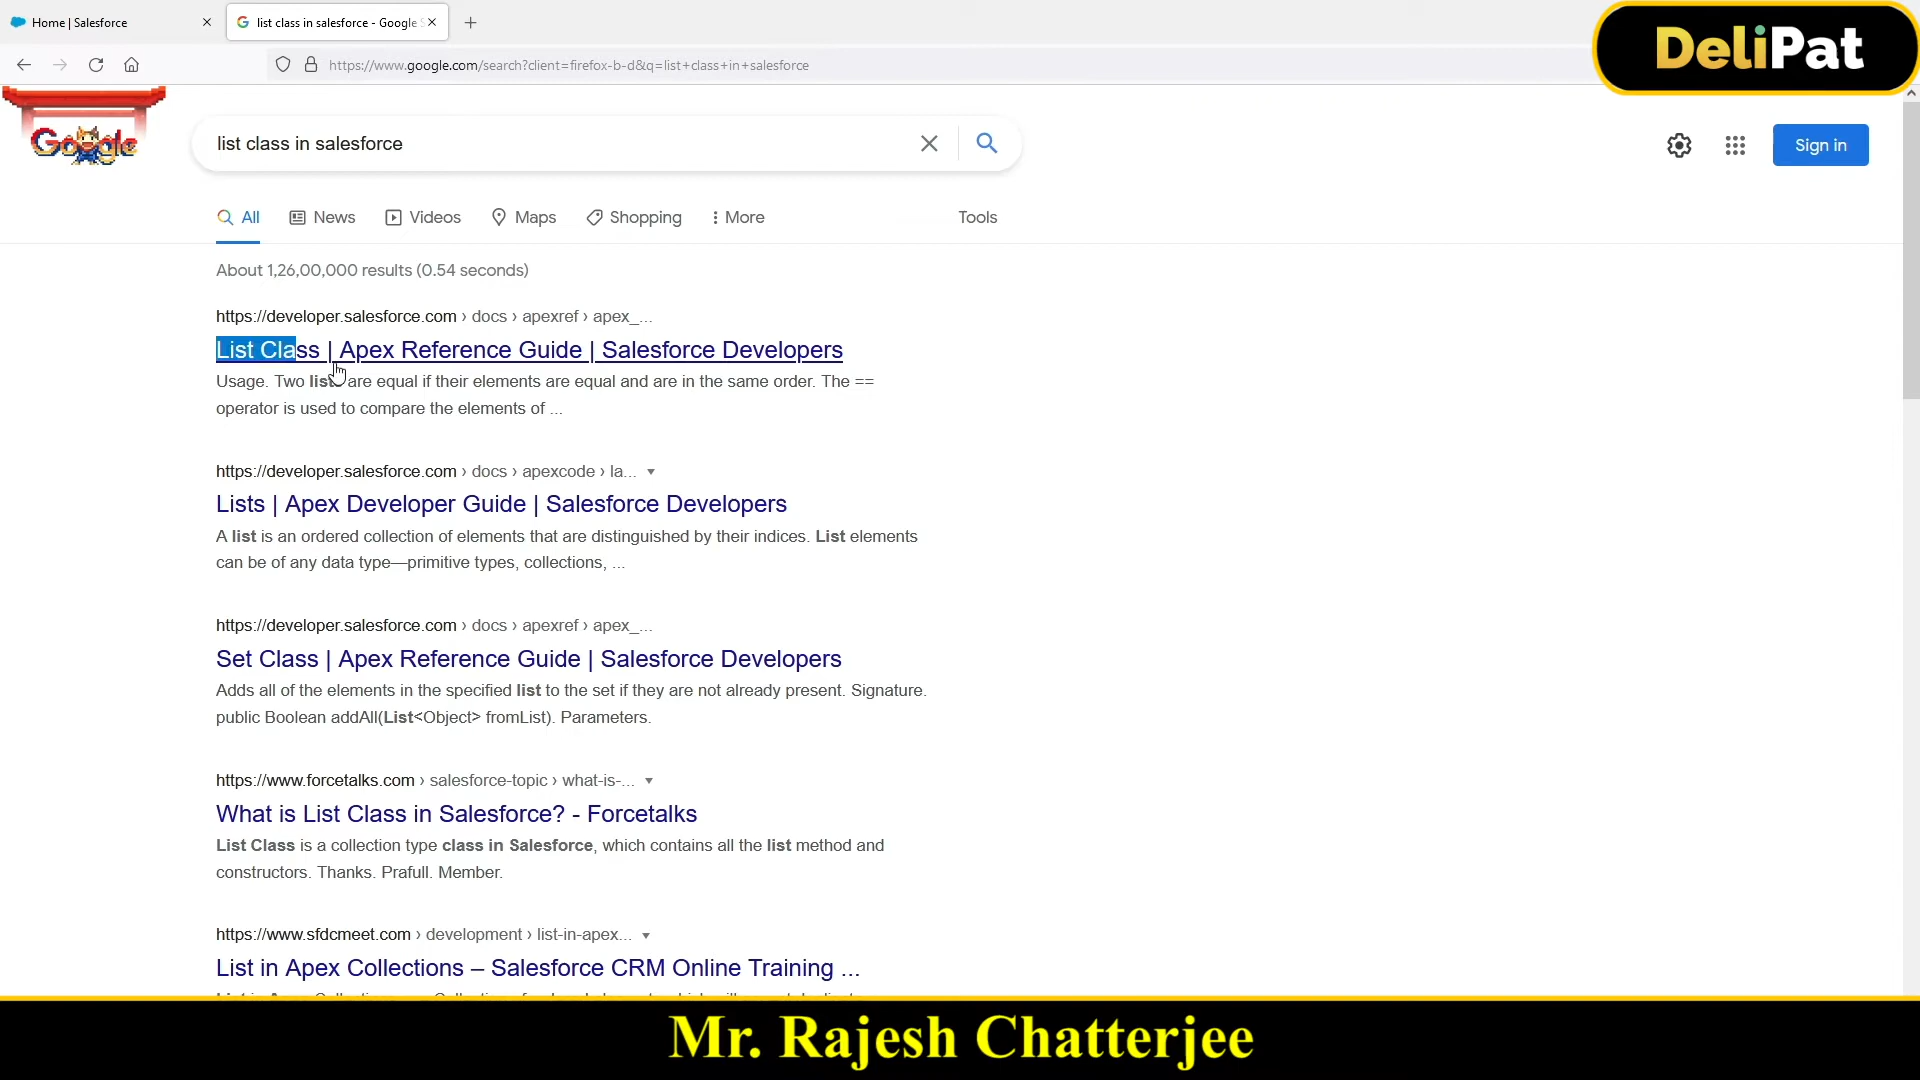 Home | Salesforce
list class in salesforce - Google
DeliPat
https://www.google.com/search?client=firefox-b-d&q=list+class+in+salesforce
Google
list class in salesforce
Sign in
All
News
Videos
Maps
Shopping
More
Tools
About 1,26,00,000 results (0.54 seconds)
https://developer.salesforce.com › docs › apexref › apex_...
List Class | Apex Reference Guide | Salesforce Developers
Usage. Two lists are equal if their elements are equal and are in the same order. The ==
operator is used to compare the elements of ...
https://developer.salesforce.com › docs › apexcode › la...
Lists | Apex Developer Guide | Salesforce Developers
A list is an ordered collection of elements that are distinguished by their indices. List elements
can be of any data type—primitive types, collections, ...
https://developer.salesforce.com › docs › apexref › apex_...
Set Class | Apex Reference Guide | Salesforce Developers
Adds all of the elements in the specified list to the set if they are not already present. Signature.
public Boolean addAll(List<Object> fromList). Parameters.
https://www.forcetalks.com › salesforce-topic › what-is-...
What is List Class in Salesforce? - Forcetalks
List Class is a collection type class in Salesforce, which contains all the list method and
constructors. Thanks. Prafull. Member.
https://www.sfdcmeet.com › development › list-in-apex...
List in Apex Collections – Salesforce CRM Online Training ...
Mr. Rajesh Chatterjee